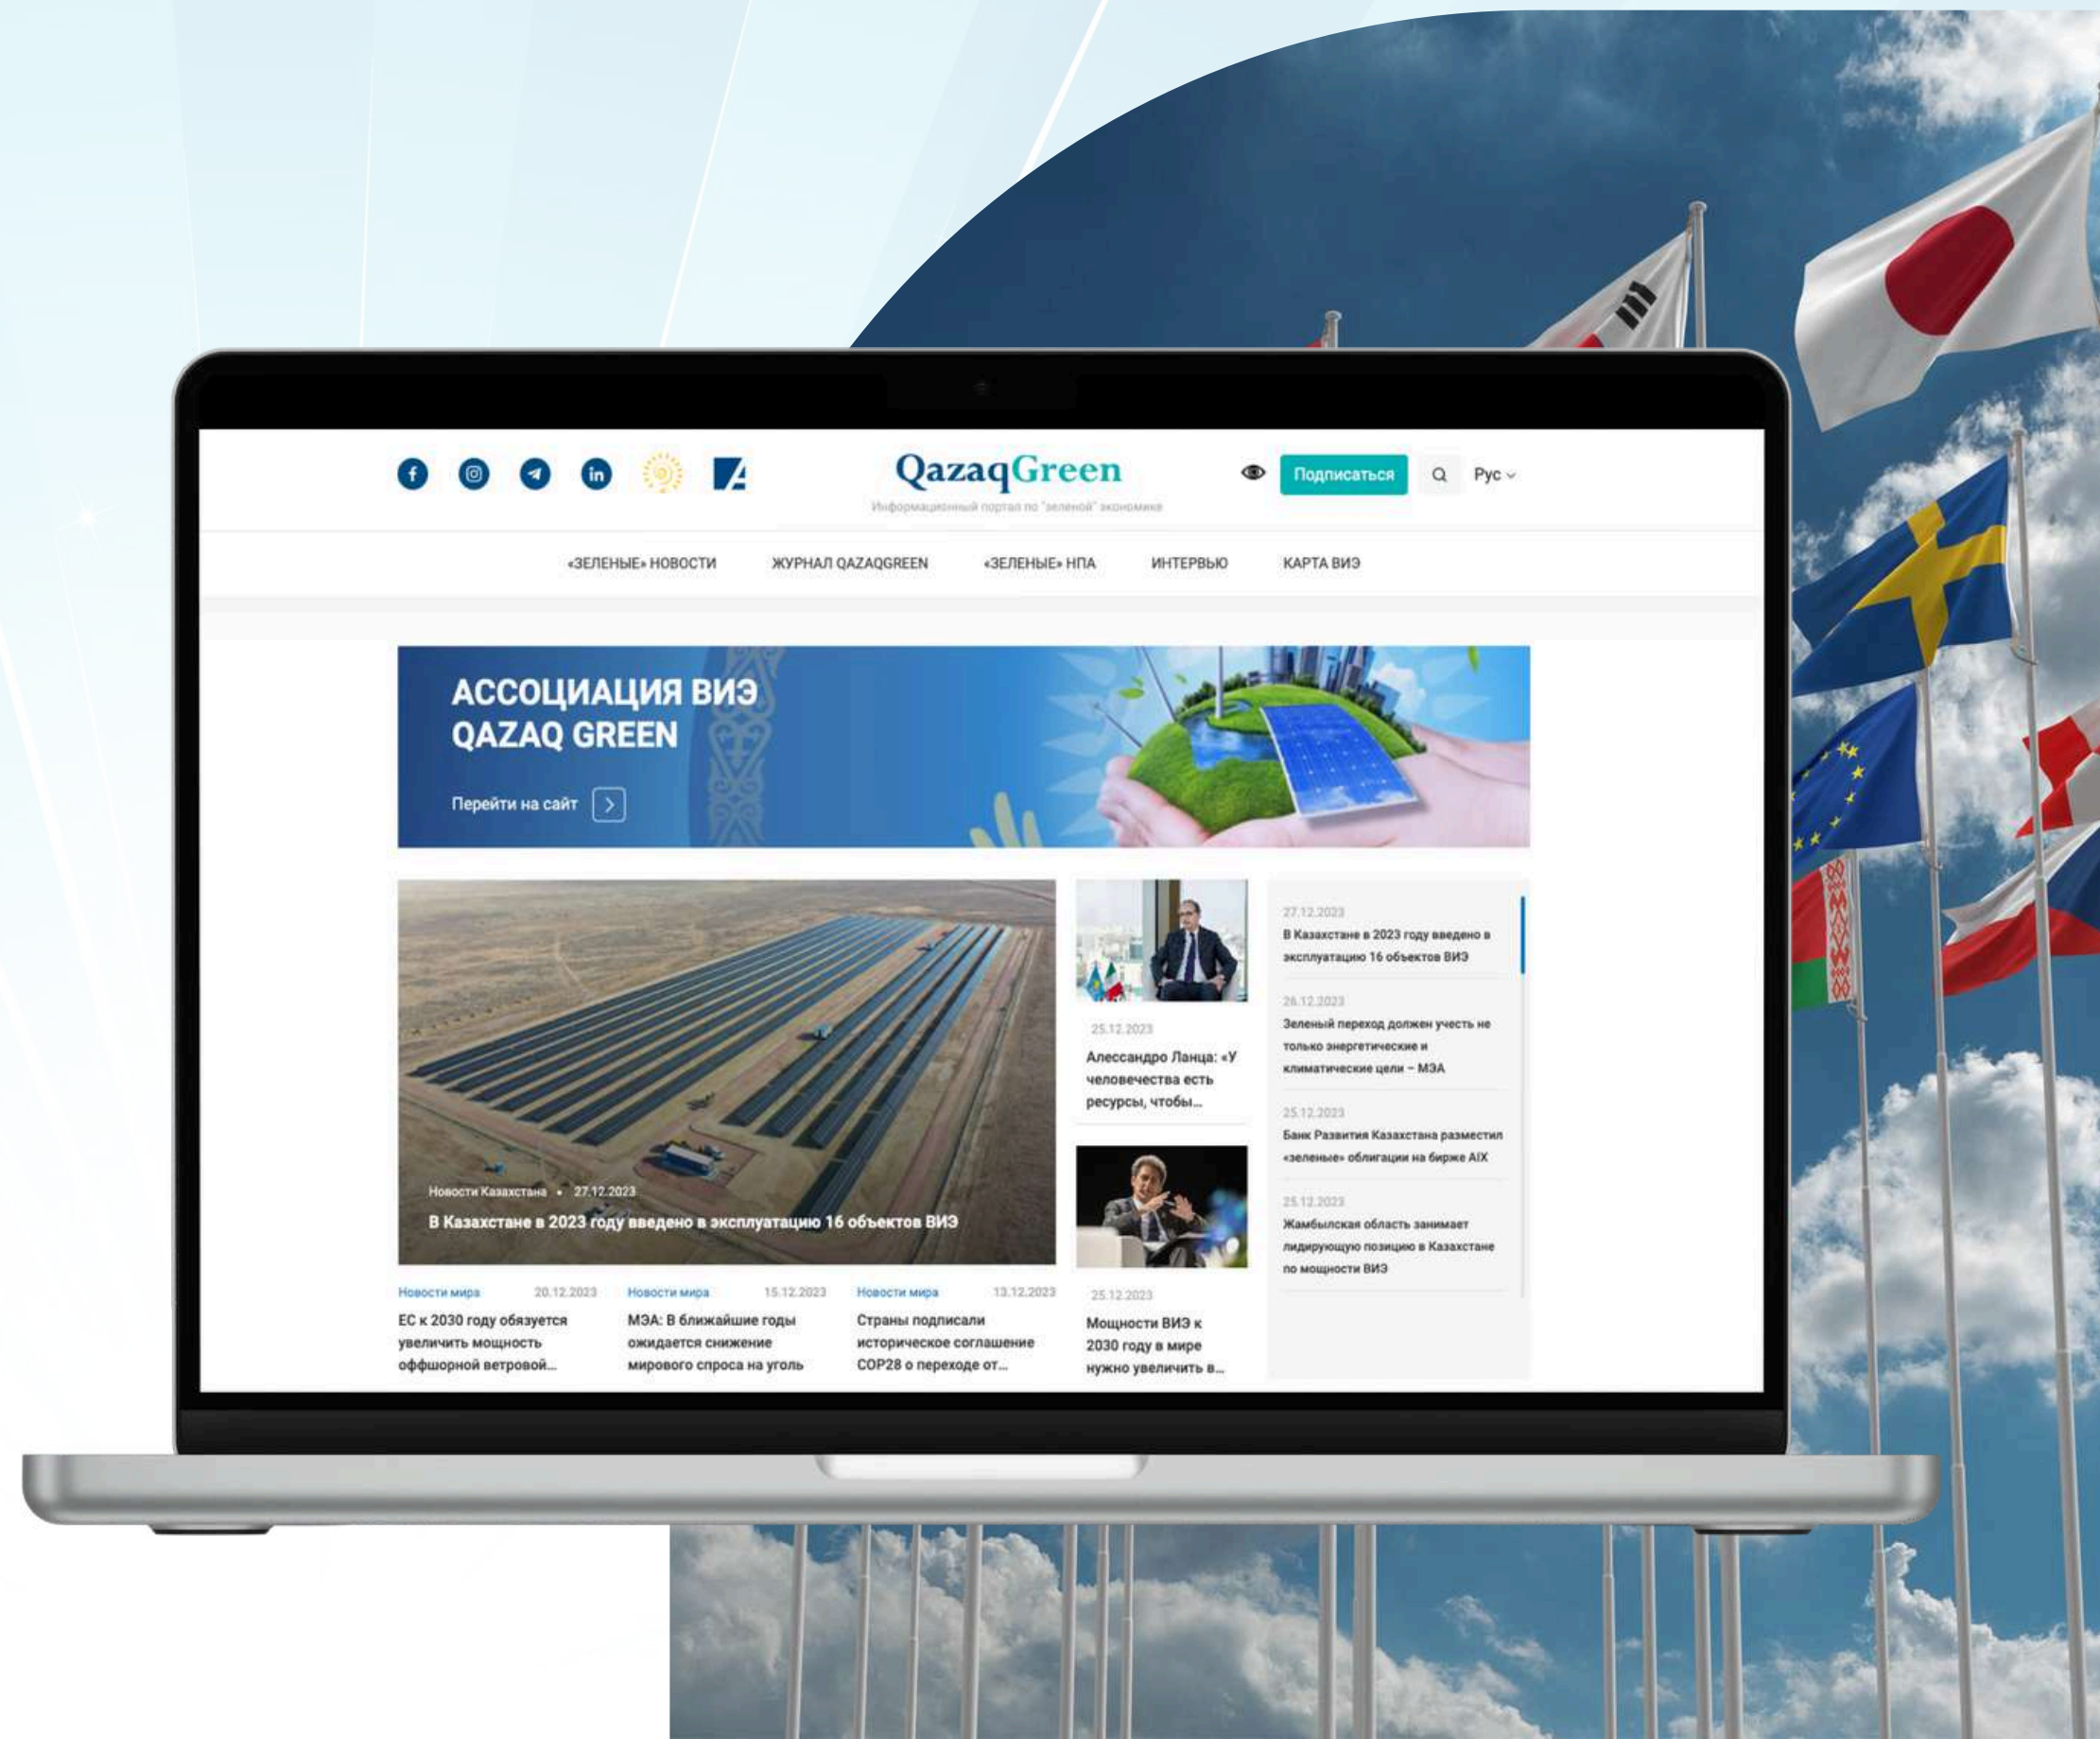 QazaqGreen
Информационный портал по "зеленой" экономике
Подписаться
Рус
«ЗЕЛЕНЫЕ» НОВОСТИ
ЖУРНАЛ QAZAQGREEN
«ЗЕЛЕНЫЕ» НПА
ИНТЕРВЬЮ
КАРТА ВИЭ
АССОЦИАЦИЯ ВИЭ
QAZAQ GREEN
Перейти на сайт
Новости Казахстана • 27.12.2023
В Казахстане в 2023 году введено в эксплуатацию 16 объектов ВИЭ
Новости мира 20.12.2023
ЕС к 2030 году обязуется
увеличить мощность
оффшорной ветровой...
Новости мира 15.12.2023
МЭА: В ближайшие годы
ожидается снижение
мирового спроса на уголь
Новости мира 13.12.2023
Страны подписали
историческое соглашение
COP28 о переходе от...
25.12.2023
Алессандро Ланца: «У
человечества есть
ресурсы, чтобы...
25.12.2023
Мощности ВИЭ к
2030 году в мире
нужно увеличить в...
27.12.2023
В Казахстане в 2023 году введено в
эксплуатацию 16 объектов ВИЭ
26.12.2023
Зеленый переход должен учесть не
только энергетические и
климатические цели – МЭА
25.12.2023
Банк Развития Казахстана разместил
«зеленые» облигации на бирже AIX
25.12.2023
Жамбылская область занимает
лидирующую позицию в Казахстане
по мощности ВИЭ